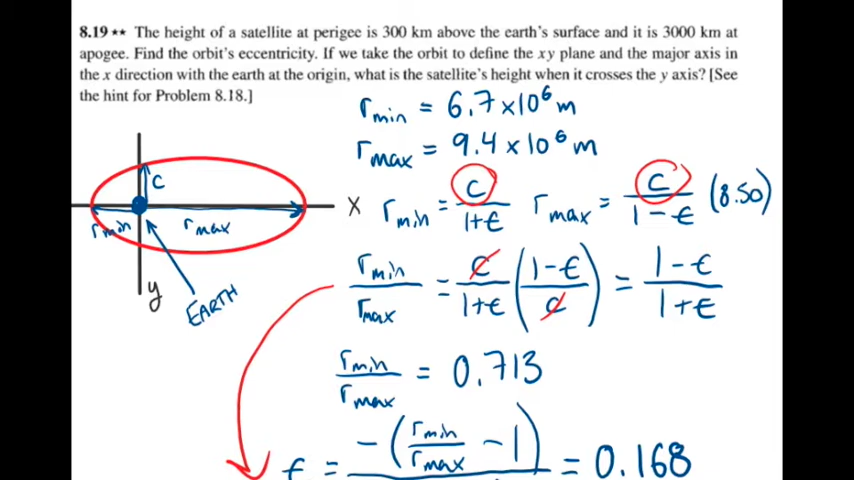 8.19 ★★ The height of a satellite at perigee is 300 km above the earth's surface and it is 3000 km at
apogee. Find the orbit's eccentricity. If we take the orbit to define the xy plane and the major axis in
the x direction with the earth at the origin, what is the satellite's height when it crosses the y axis? [See
the hint for Problem 8.18.]
r_min = 6.7 × 10⁶ m
r_max = 9.4 × 10⁶ m
c
x
r_min
r_max
y
EARTH
r_min = c / (1+ϵ) r_max = c / (1-ϵ) (8.50)
r_min / r_max = c / (1+ϵ) ((1-ϵ) / c) = (1-ϵ) / (1+ϵ)
r_min / r_max = 0.713
ϵ = -(r_min / r_max - 1) = 0.168